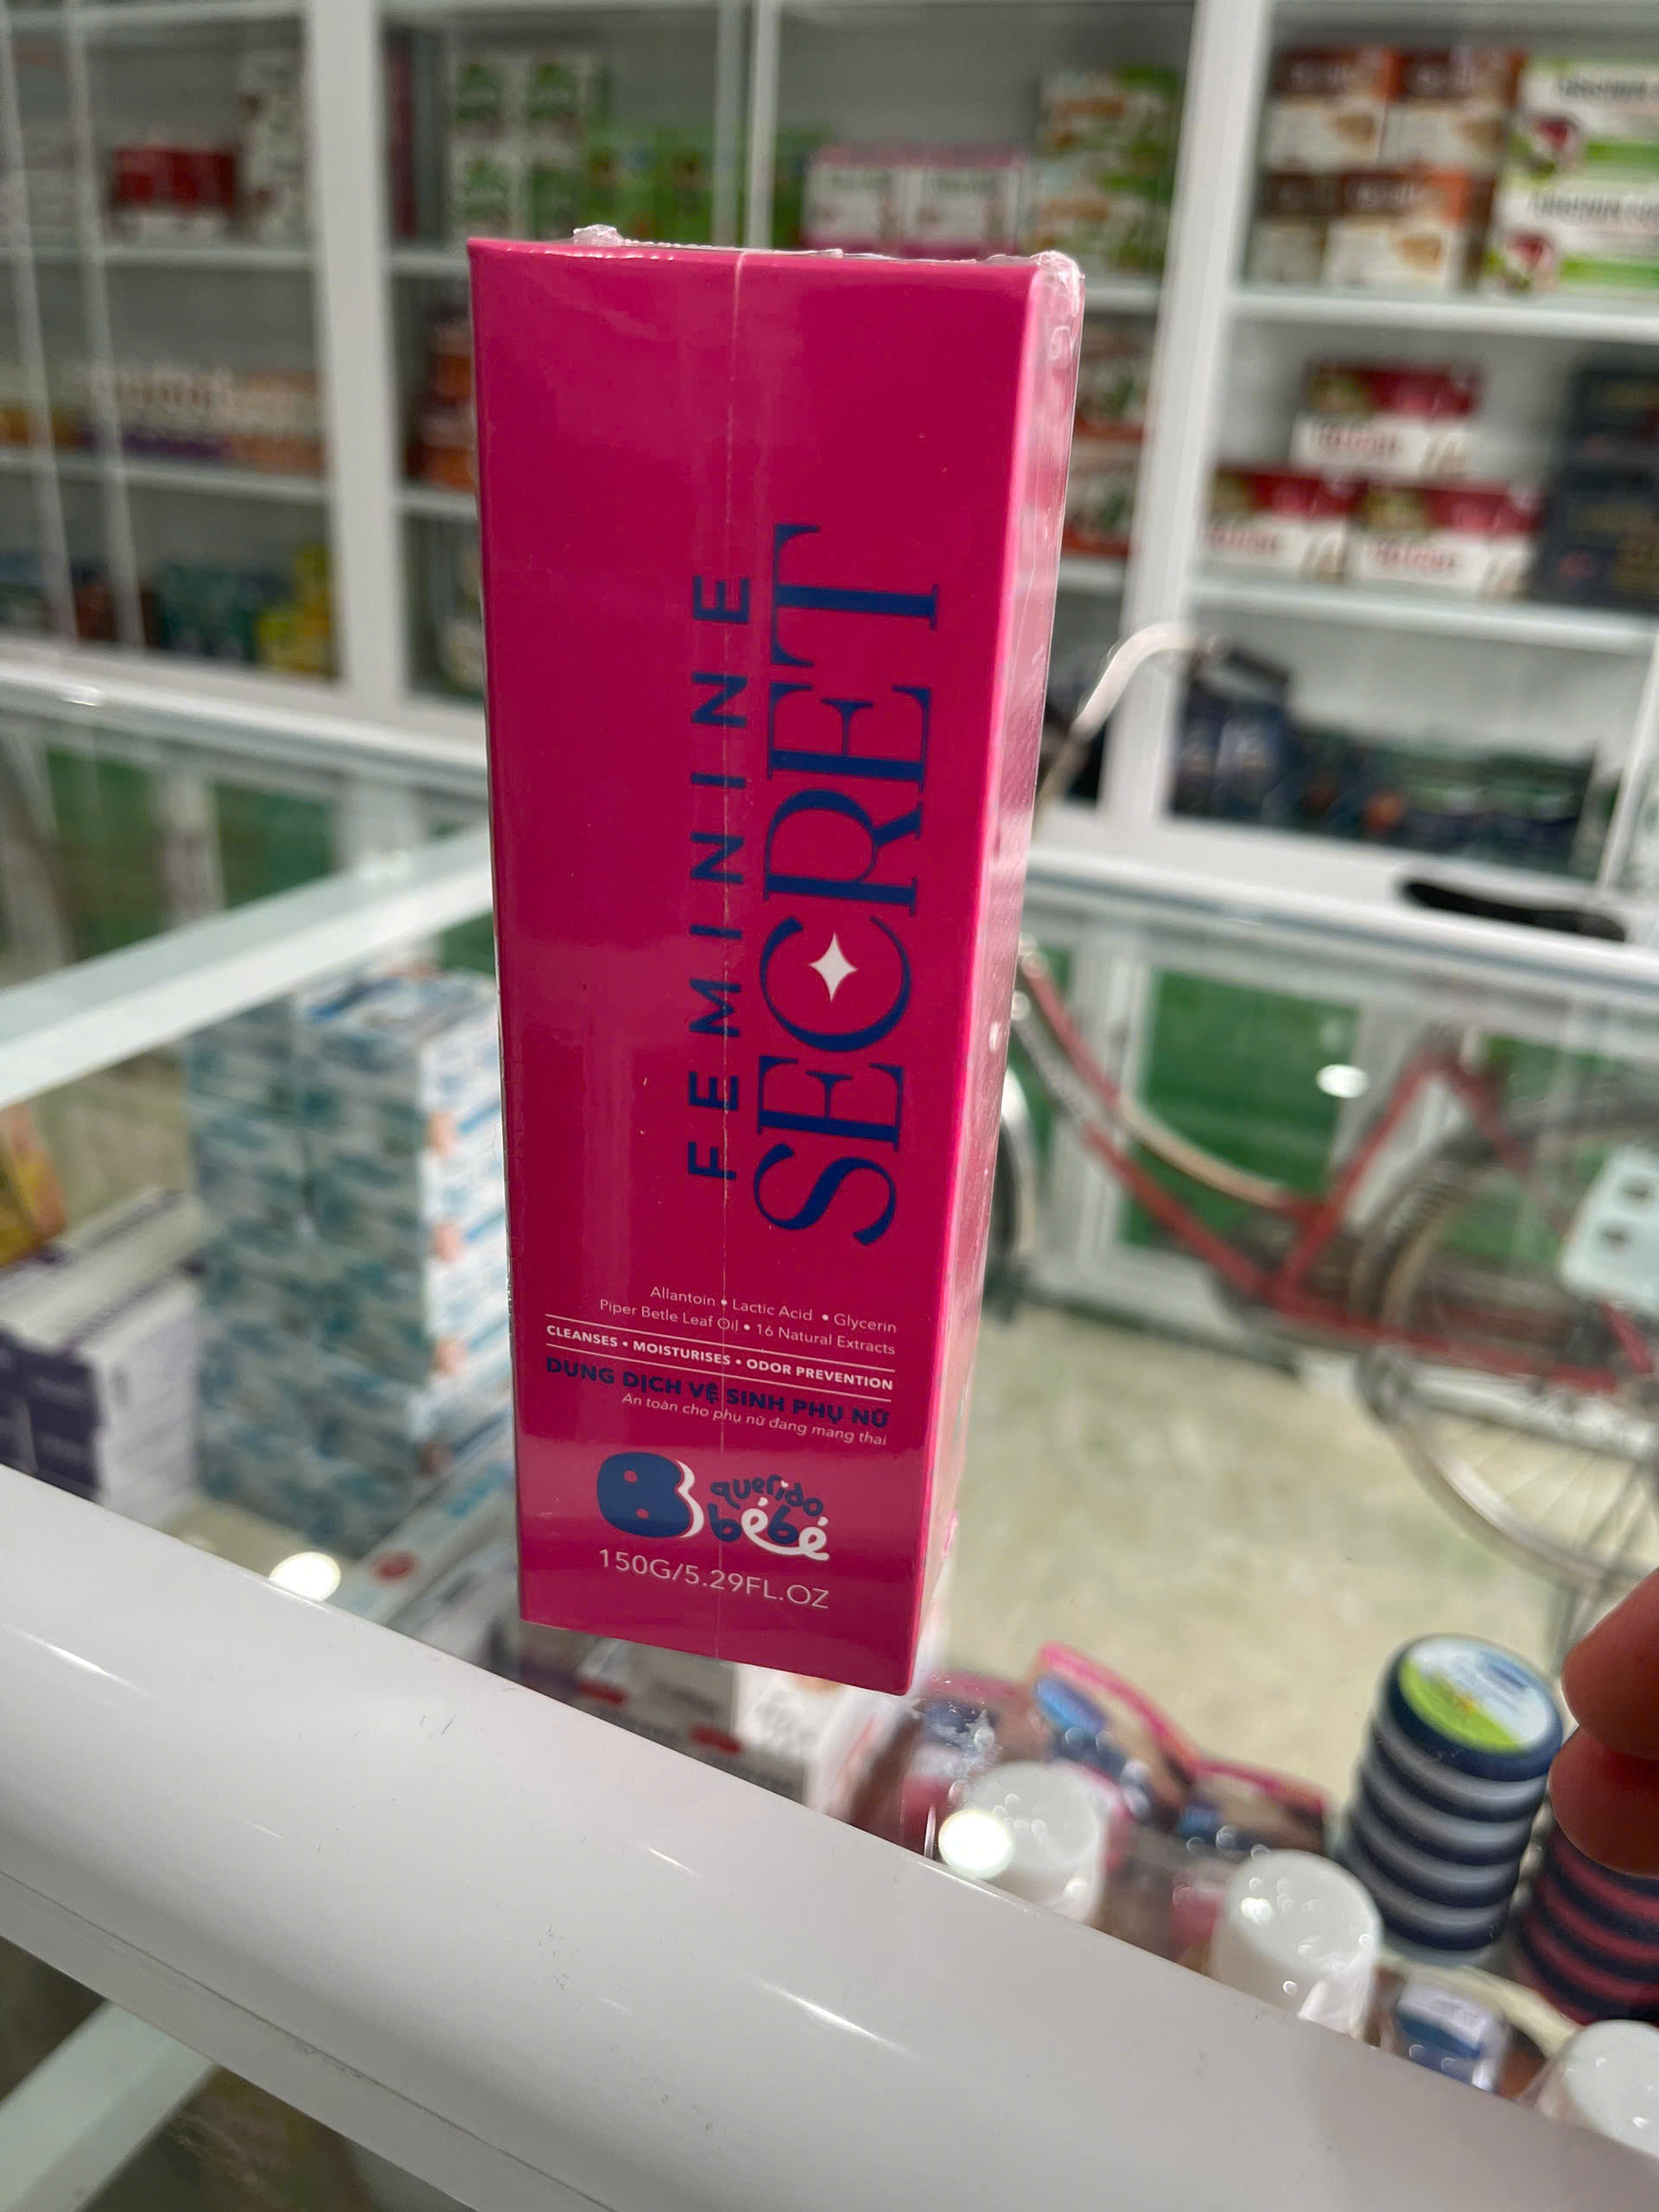 FEMININE
SECRET
Allantoin • Lactic Acid • Glycerin
Piper Betle Leaf Oil • 16 Natural Extracts
CLEANSES • MOISTURISES • ODOR PREVENTION
DUNG DỊCH VỆ SINH PHỤ NỮ
An toàn cho phụ nữ đang mang thai
B querido
bébé
150G/5.29FL.OZ